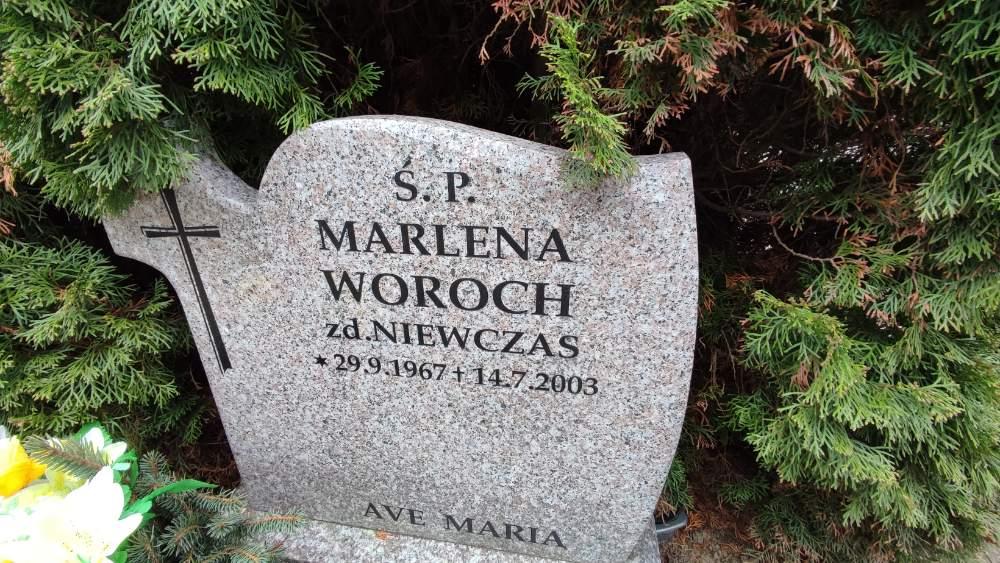 Ś.P.
MARLENA
WOROCH
zd.NIEWCZAS
★29.9.1967 ✝ 14.7.2003
AVE MARIA